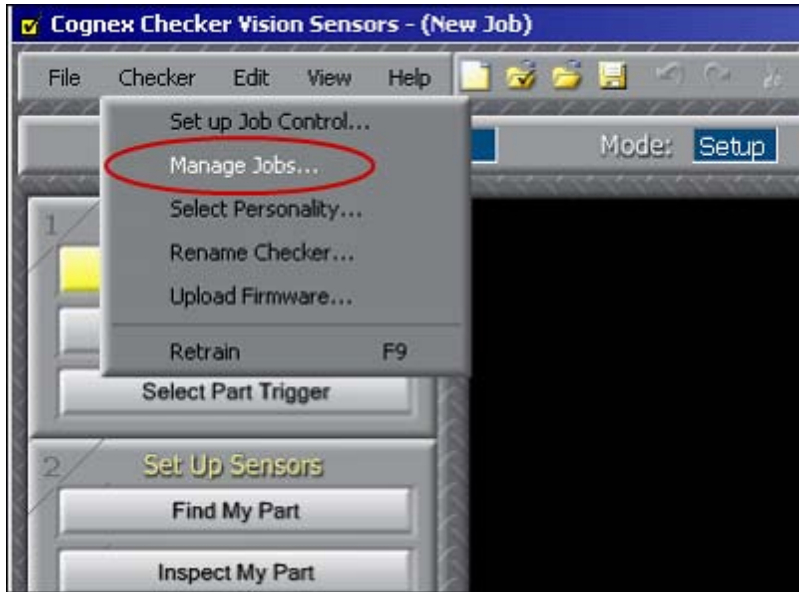 Cognex Checker Vision Sensors - (New Job)
File Checker Edit View Help
Set up Job Control...
Mode: Setup
Manage Jobs...
Select Personality...
1
Rename Checker...
Upload Firmware...
Retrain F9
Select Part Trigger
2 Set Up Sensors
Find My Part
Inspect My Part